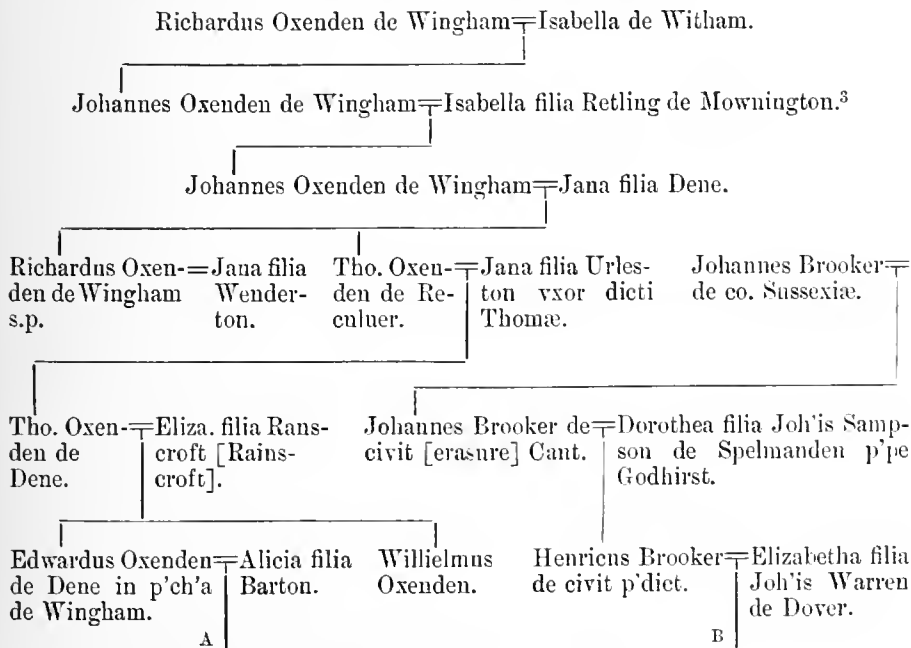 Richardus Oxenden de Wingham=Isabella de Witham.
Johannes Oxenden de Wingham=Isabella filia Retling de Mownington.³
Johannes Oxenden de Wingham=Jana filia Dene.
Richardus Oxen-
den de Wingham
s.p.
=Jana filia
Wender-
ton.
Tho. Oxen-
den de Re-
culuer.
=Jana filia Urles-
ton vxor dicti
Thomæ.
Johannes Brooker=
de co. Sussexiæ.
Tho. Oxen-
den de
Dene.
=Eliza. filia Rans-
croft [Rains-
croft].
Johannes Brooker de
civit [erasure] Cant.
=Dorothea filia Joh'is Samp-
son de Spelmanden p'pe
Godhirst.
Edwardus Oxenden
de Dene in p'ch'a
de Wingham.
=Alicia filia
Barton.
Willielmus
Oxenden.
Henricus Brooker
de civit p'dict.
=Elizabetha filia
Joh'is Warren
de Dover.
A
B